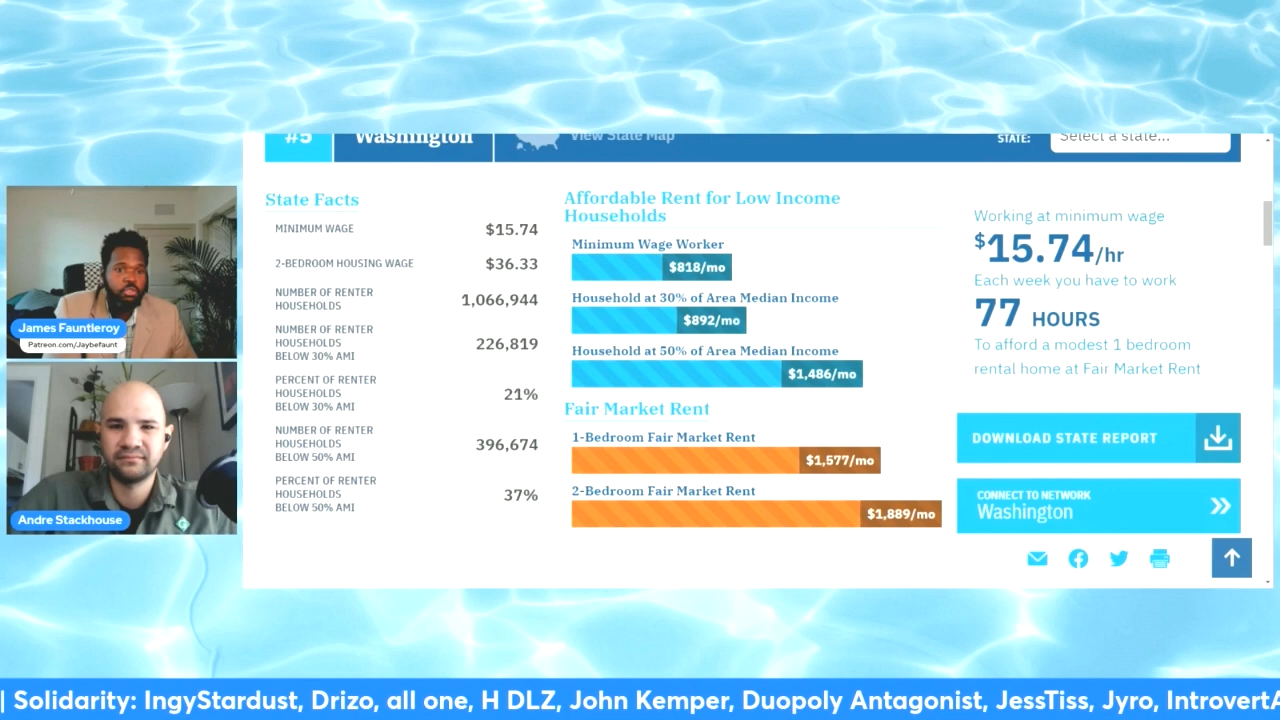 #5
Washington
View State Map
STATE:
Select a state...
State Facts
MINIMUM WAGE
$15.74
2-BEDROOM HOUSING WAGE
$36.33
NUMBER OF RENTER
HOUSEHOLDS
1,066,944
NUMBER OF RENTER
HOUSEHOLDS
BELOW 30% AMI
226,819
PERCENT OF RENTER
HOUSEHOLDS
BELOW 30% AMI
21%
NUMBER OF RENTER
HOUSEHOLDS
BELOW 50% AMI
396,674
PERCENT OF RENTER
HOUSEHOLDS
BELOW 50% AMI
37%
Affordable Rent for Low Income
Households
Minimum Wage Worker
$818/mo
Household at 30% of Area Median Income
$892/mo
Household at 50% of Area Median Income
$1,486/mo
Fair Market Rent
1-Bedroom Fair Market Rent
$1,577/mo
2-Bedroom Fair Market Rent
$1,889/mo
Working at minimum wage
$15.74/hr
Each week you have to work
77 HOURS
To afford a modest 1 bedroom
rental home at Fair Market Rent
DOWNLOAD STATE REPORT
CONNECT TO NETWORK
Washington
James Fauntleroy
Patreon.com/Jaybefaunt
Andre Stackhouse
| Solidarity: IngyStardust, Drizo, all one, H DLZ, John Kemper, Duopoly Antagonist, JessTiss, Jyro, IntrovertA